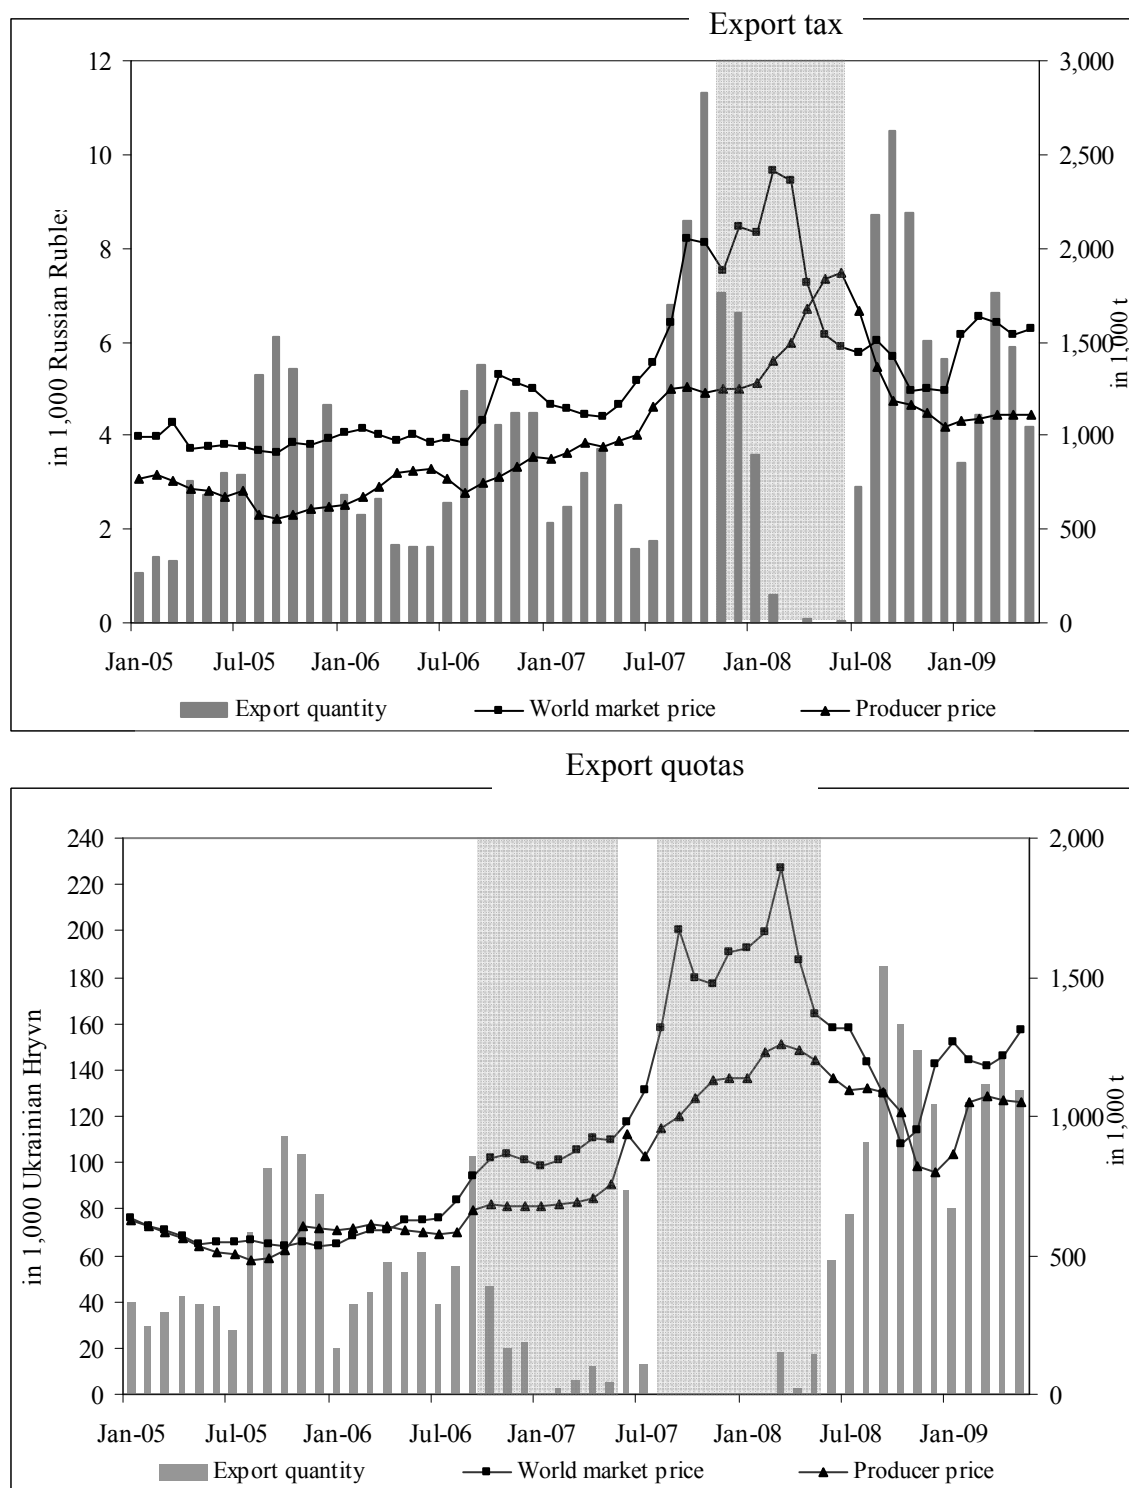 Export tax
12 3,000
10 2,500
8 2,000
6 1,500
4 1,000
2 500
0 0
in 1,000 Russian Rubles
in 1,000 t
Jan-05 Jul-05 Jan-06 Jul-06 Jan-07 Jul-07 Jan-08 Jul-08 Jan-09
Export quantity World market price Producer price
Export quotas
240 2,000
220
200
180 1,500
160
140
120 1,000
100
80
60 500
40
20
0 0
in 1,000 Ukrainian Hryvn
in 1,000 t
Jan-05 Jul-05 Jan-06 Jul-06 Jan-07 Jul-07 Jan-08 Jul-08 Jan-09
Export quantity World market price Producer price